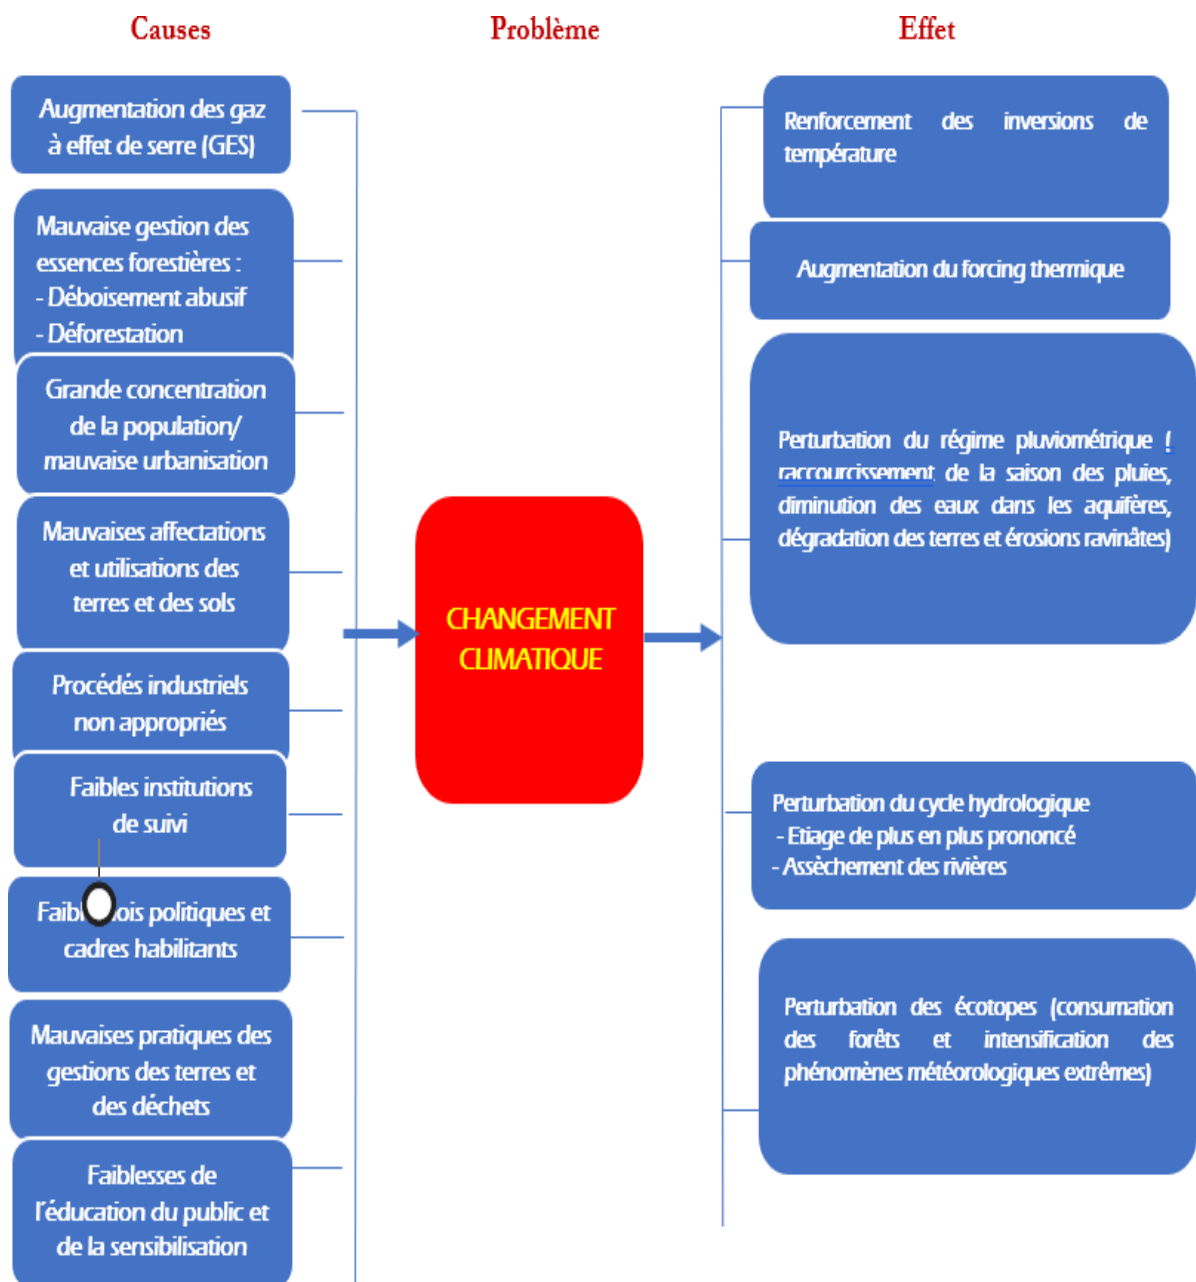 Causes
Problème
Effet
Augmentation des gaz
à effet de serre (GES)
Mauvaise gestion des
essences forestières :
- Déboisement abusif
- Déforestation
Grande concentration
de la population/
mauvaise urbanisation
Mauvaises affectations
et utilisations des
terres et des sols
Procédés industriels
non appropriés
Faibles institutions
de suivi
politiques et
cadres habilitants
Mauvaises pratiques des
gestions des terres et
des déchets
Faiblesses de
l'éducation du public et
de la sensibilisation
CHANGEMENT
CLIMATIQUE
Renforcement des inversions de
température
Augmentation du forcing thermique
Perturbation du régime pluviométrique (
raccourcissement de la saison des pluies,
diminution des eaux dans les aquifères,
dégradation des terres et érosions ravinâtes)
Perturbation du cycle hydrologique
- Etiage de plus en plus prononcé
- Assèchement des rivières
Perturbation des écotopes (consumation
des forêts et intensification des
phénomènes météorologiques extrêmes)